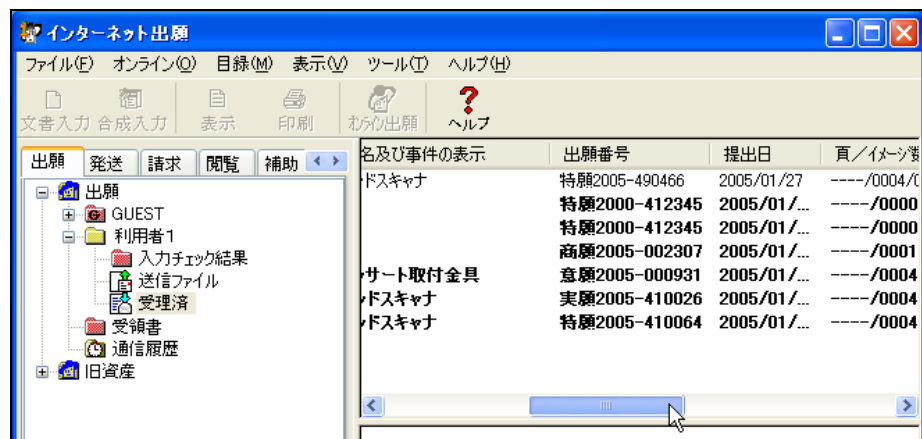 インターネット出願
ファイル(F) オンライン(O) 目録(M) 表示(V) ツール(T) ヘルプ(H)
文書入力 合成入力 表示 印刷 オンライン出願 ヘルプ
出願 発送 請求 閲覧 補助
出願
GUEST
利用者1
入力チェック結果
送信ファイル
受理済
受領書
通信履歴
旧資産
名及び事件の表示 出願番号 提出日 頁/イメージ数
ドスキャナ 特願2005-490466 2005/01/27 ----/0004/0
特願2000-412345 2005/01/... ----/0000
特願2000-412345 2005/01/... ----/0000
商願2005-002307 2005/01/... ----/0001
サート取付金具 意願2005-000931 2005/01/... ----/0004
ドスキャナ 実願2005-410026 2005/01/... ----/0004
ドスキャナ 特願2005-410064 2005/01/... ----/0004